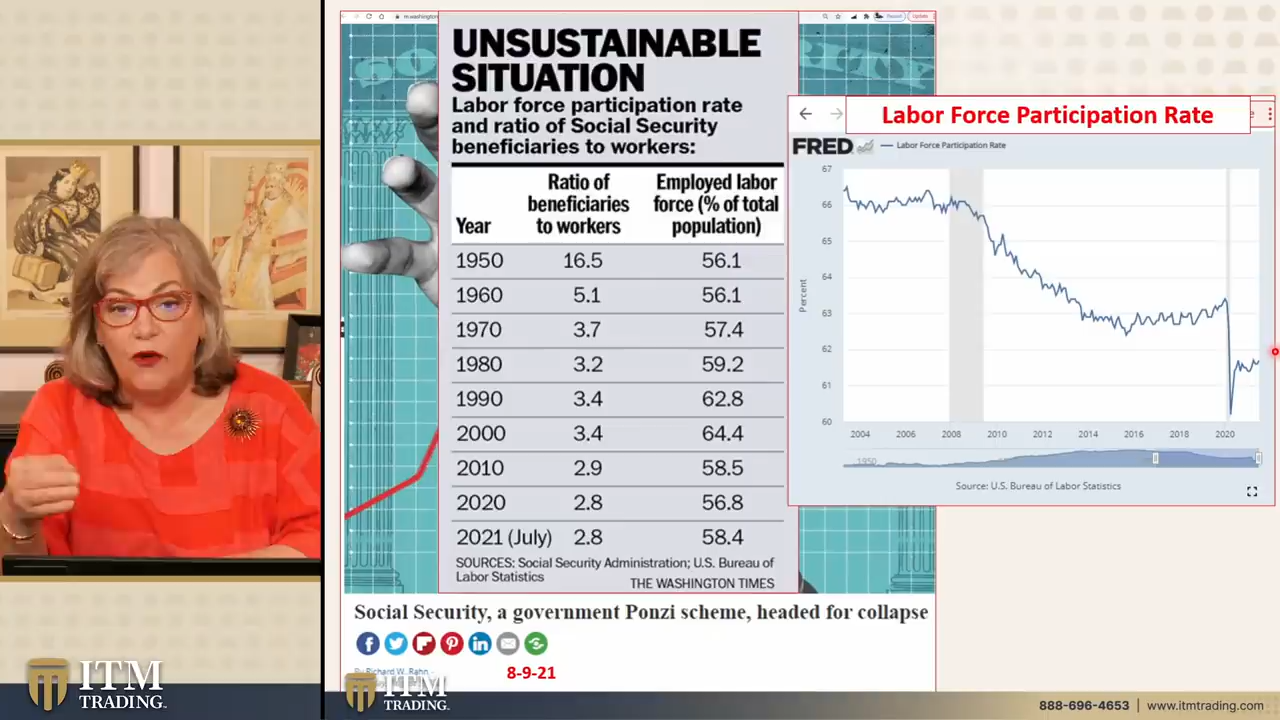 m.washington
Update
UNSUSTAINABLE
SITUATION
Labor force participation rate
and ratio of Social Security
beneficiaries to workers:
Year Ratio of beneficiaries to workers Employed labor force (% of total population)
1950 16.5 56.1
1960 5.1 56.1
1970 3.7 57.4
1980 3.2 59.2
1990 3.4 62.8
2000 3.4 64.4
2010 2.9 58.5
2020 2.8 56.8
2021 (July) 2.8 58.4
SOURCES: Social Security Administration; U.S. Bureau of
Labor Statistics THE WASHINGTON TIMES
Social Security, a government Ponzi scheme, headed for collapse
By Richard W. Rahn
8-9-21
Labor Force Participation Rate
FRED — Labor Force Participation Rate
67
66
65
64
63
62
61
60
Percent
2004 2006 2008 2010 2012 2014 2016 2018 2020
1950
Source: U.S. Bureau of Labor Statistics
ITM
TRADING
ITM
TRADING
888-696-4653 | www.itmtrading.com